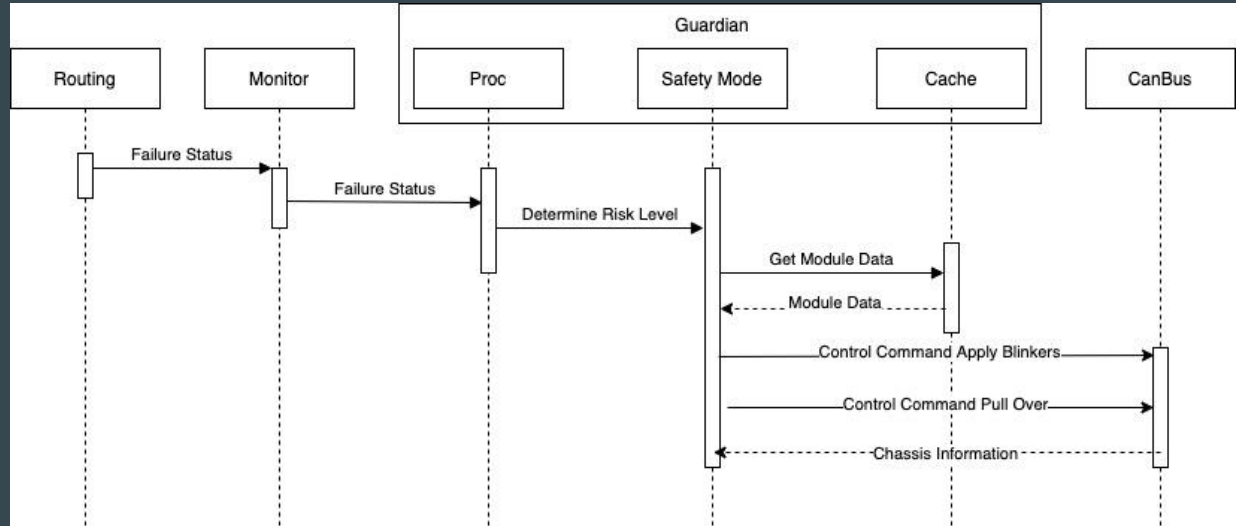 Guardian
Routing
Monitor
Proc
Safety Mode
Cache
CanBus
Failure Status
Failure Status
Determine Risk Level
Get Module Data
Module Data
Control Command Apply Blinkers
Control Command Pull Over
Chassis Information